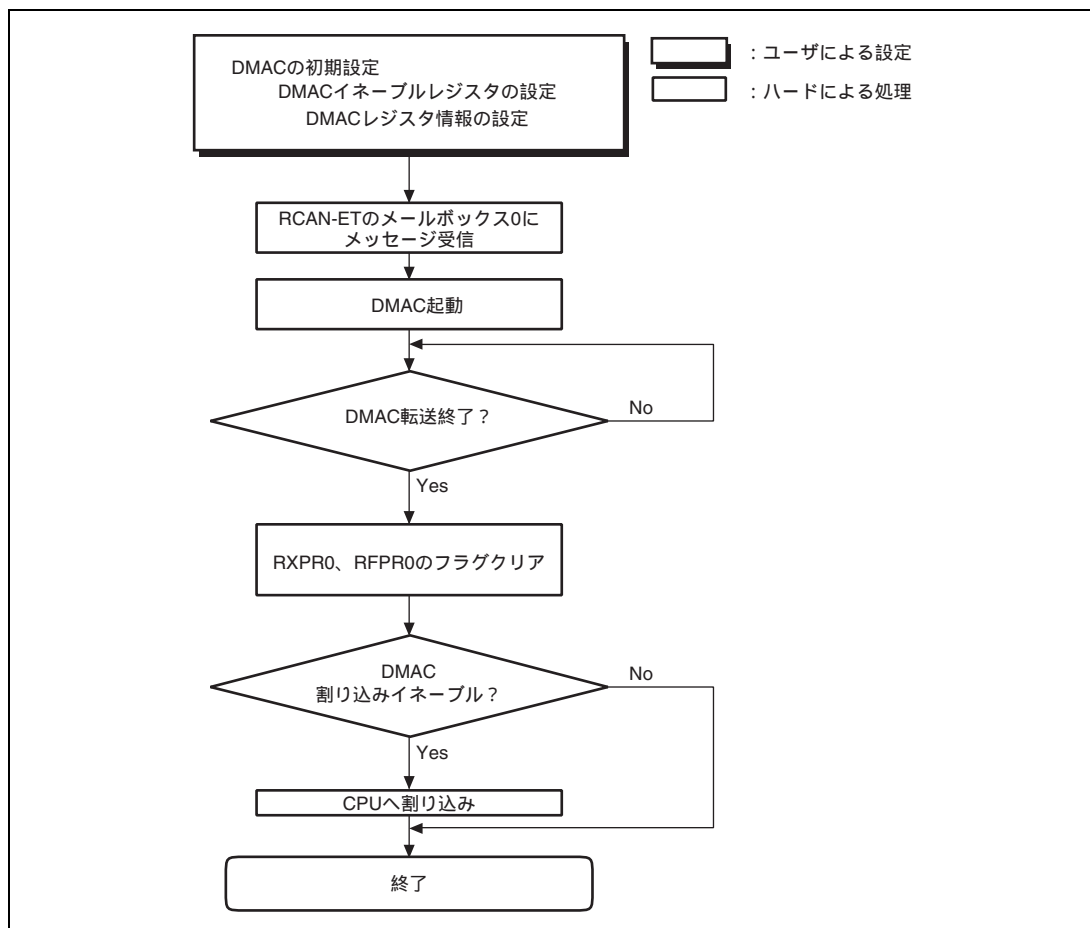 DMACの初期設定
DMACイネーブルレジスタの設定
DMACレジスタ情報の設定
：ユーザによる設定
：ハードによる処理
RCAN-ETのメールボックス0に
メッセージ受信
DMAC起動
DMAC転送終了？
No
Yes
RXPR0、RFPR0のフラグクリア
DMAC
割り込みイネーブル？
No
Yes
CPUへ割り込み
終了